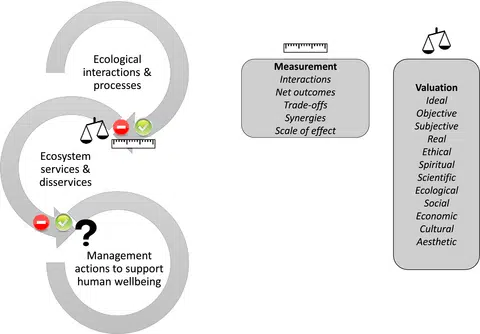 Ecological
interactions &
processes
Ecosystem
services &
disservices
?
Management
actions to support
human wellbeing
Measurement
Interactions
Net outcomes
Trade-offs
Synergies
Scale of effect
Valuation
Ideal
Objective
Subjective
Real
Ethical
Spiritual
Scientific
Ecological
Social
Economic
Cultural
Aesthetic